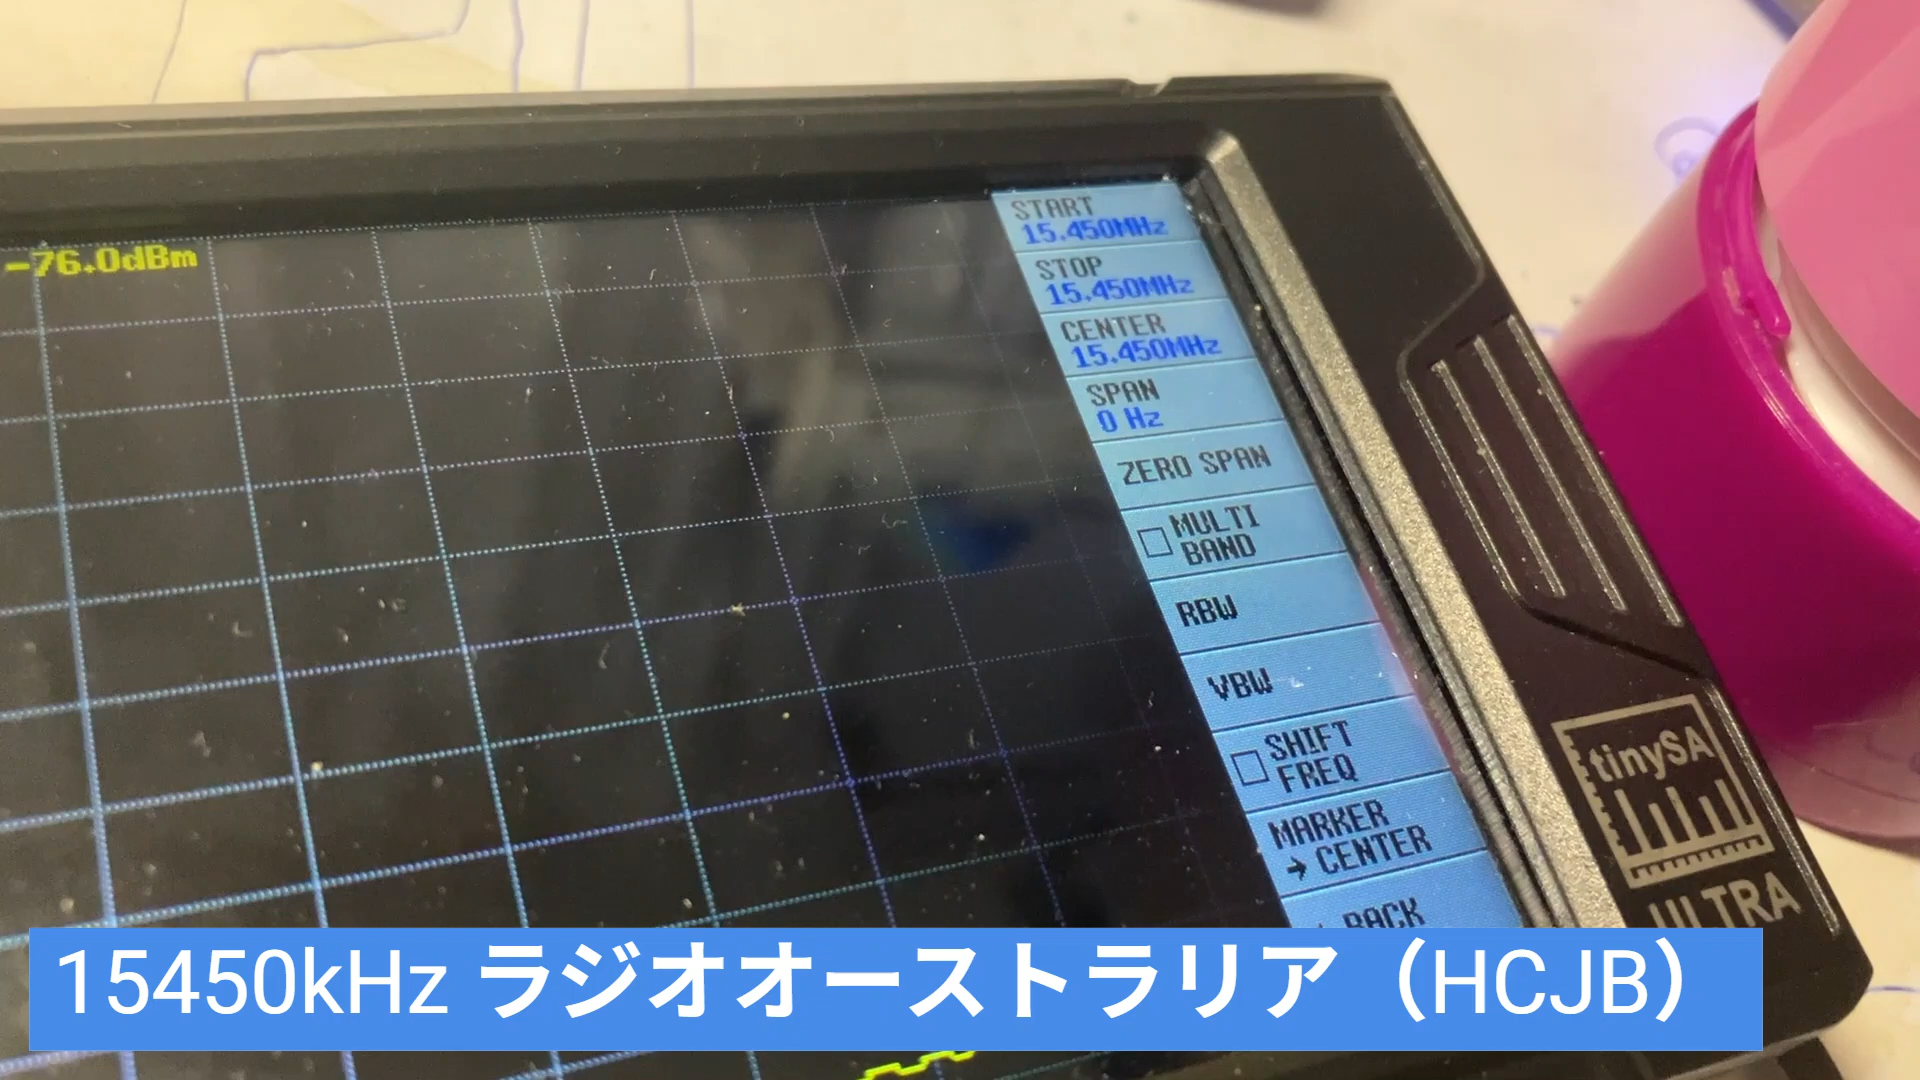 -76.0dBm
START
15.450MHz
STOP
15.450MHz
CENTER
15.450MHz
SPAN
0 Hz
ZERO SPAN
MULTI
BAND
RBW
VBW
SHIFT
FREQ
MARKER
→ CENTER
BACK
tinySA
ULTRA
15450kHz ラジオオーストラリア（HCJB）